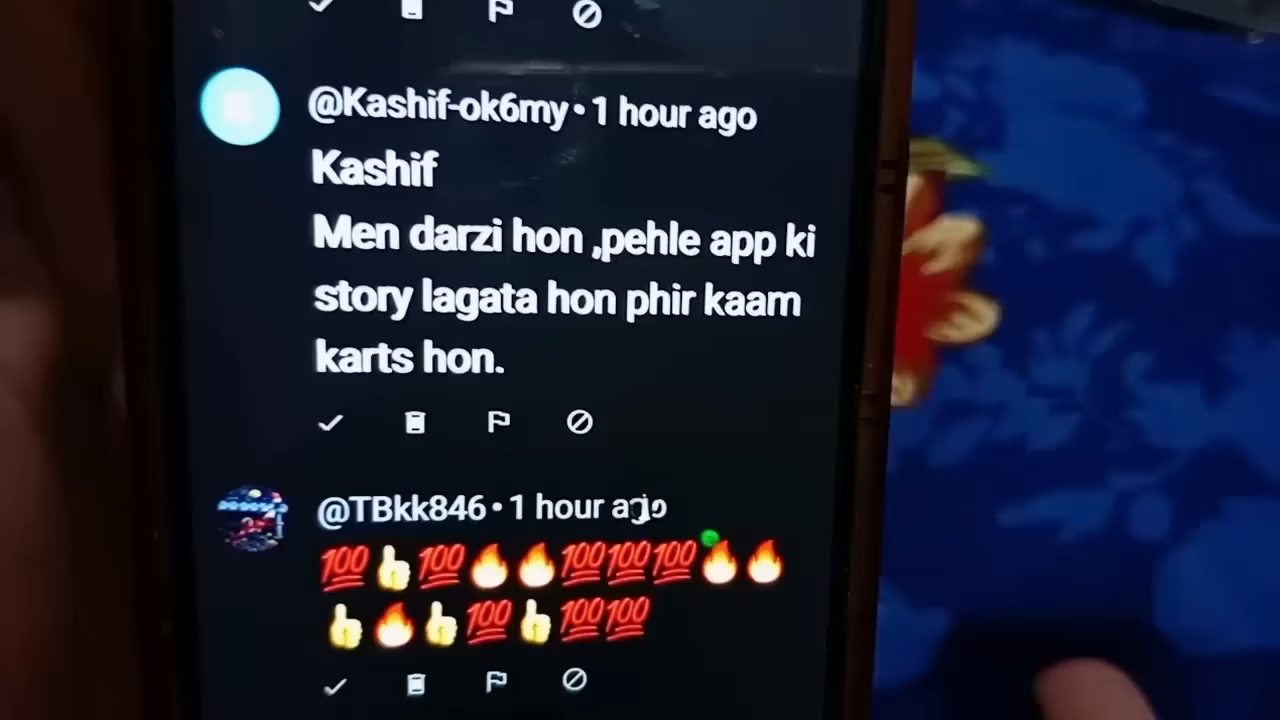 @Kashif-ok6my • 1 hour ago
Kashif
Men darzi hon ,pehle app ki
story lagata hon phir kaam
karts hon.
@TBkk846 • 1 hour ago
💯👍💯🔥🔥💯💯💯🔥🔥
👍🔥👍💯👍💯💯